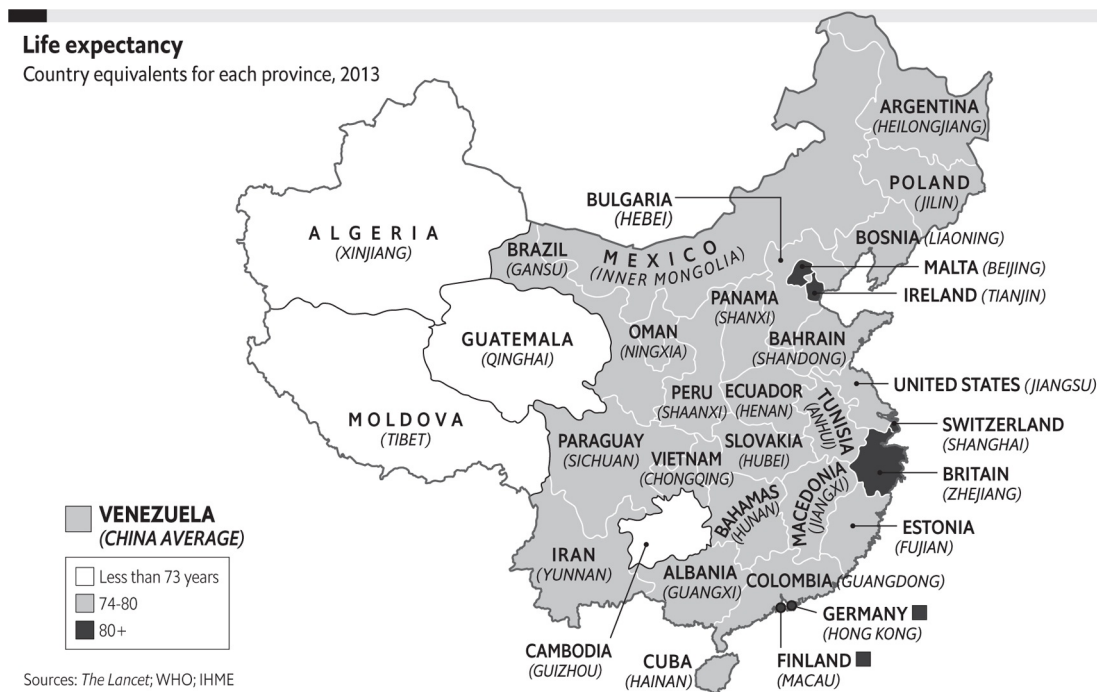 Life expectancy
Country equivalents for each province, 2013
ARGENTINA
(HEILONGJIANG)
POLAND
(JILIN)
BULGARIA
(HEBEI)
BOSNIA (LIAONING)
ALGERIA
(XINJIANG)
BRAZIL
(GANSU)
MEXICO
(INNER MONGOLIA)
MALTA (BEIJING)
IRELAND (TIANJIN)
PANAMA
(SHANXI)
GUATEMALA
(QINGHAI)
OMAN
(NINGXIA)
BAHRAIN
(SHANDONG)
UNITED STATES (JIANGSU)
PERU
(SHAANXI)
ECUADOR
(HENAN)
TUNISIA
(ANHUI)
MOLDOVA
(TIBET)
SWITZERLAND
(SHANGHAI)
PARAGUAY
(SICHUAN)
VIETNAM
(CHONGQING)
SLOVAKIA
(HUBEI)
BRITAIN
(ZHEJIANG)
BAHAMAS
(HUNAN)
MACEDONIA
(JIANGXI)
ESTONIA
(FUJIAN)
VENEZUELA
(CHINA AVERAGE)
IRAN
(YUNNAN)
ALBANIA
(GUANGXI)
COLOMBIA (GUANGDONG)
Less than 73 years
74-80
80+
GERMANY
(HONG KONG)
CAMBODIA
(GUIZHOU)
CUBA
(HAINAN)
FINLAND
(MACAU)
Sources: The Lancet; WHO; IHME